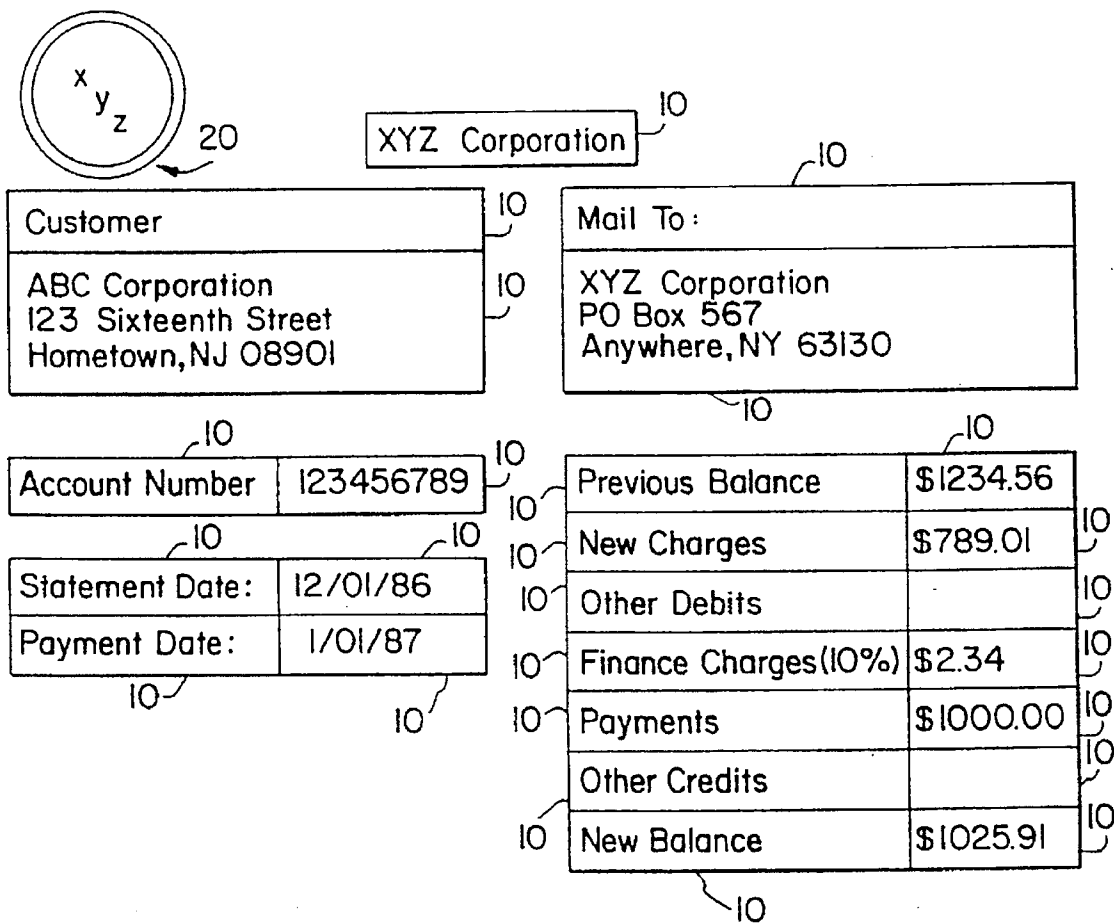 x
y
z
20
XYZ Corporation 10
10
Customer 10
ABC Corporation 10
123 Sixteenth Street
Hometown, NJ 08901
Mail To:
XYZ Corporation
PO Box 567
Anywhere, NY 63130
10
10
Account Number 123456789 10
10 10
Statement Date: 12/01/86
Payment Date: 1/01/87
10 10
10
10 Previous Balance $1234.56
10 New Charges $789.01 10
10 Other Debits 10
10 Finance Charges (10%) $2.34 10
10 Payments $1000.00 10
Other Credits 10
10 New Balance $1025.91 10
10